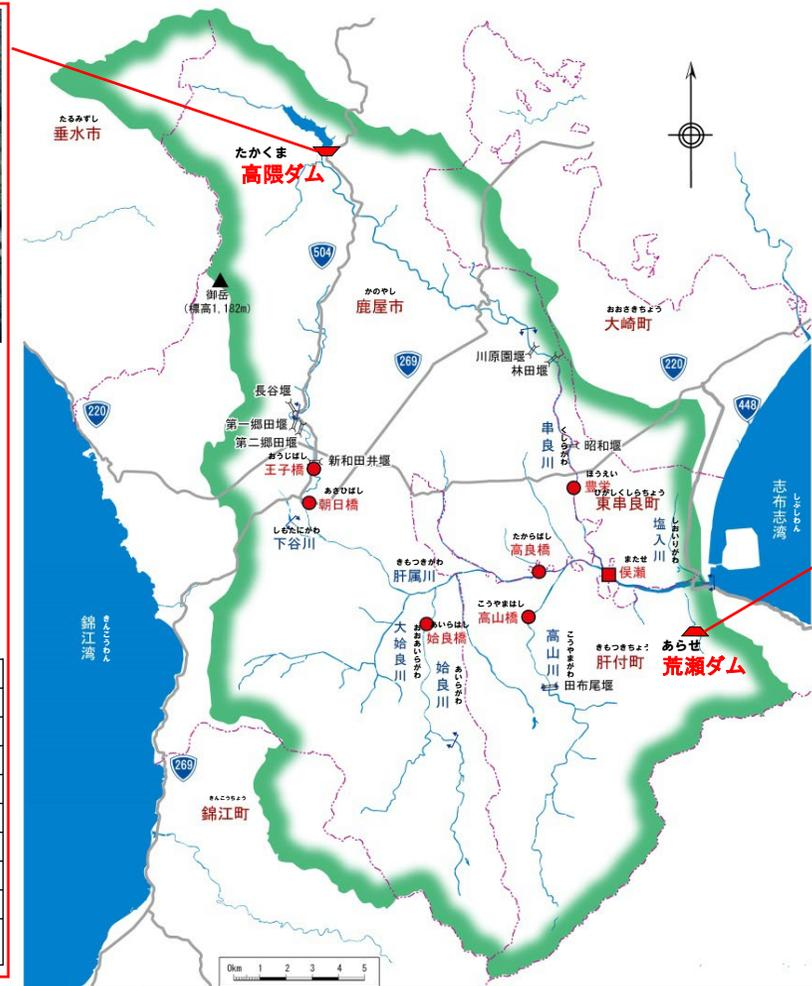 たるみずし
垂水市
たかくま
高隈ダム
504
御岳
(標高1,182m)
かのやし
鹿屋市
269
おおさきちょう
大崎町
220
448
川原園堰
林田堰
220
長谷堰
第一郷田堰
第二郷田堰
おうじばし
王子橋
新和田井堰
あさひばし
朝日橋
しもたにがわ
下谷川
串良川
くしらがわ
昭和堰
ほうえい
豊栄
ひがしくしらちょう
東串良町
塩入川
しおいりがわ
志布志湾
しぶしわん
たからばし
高良橋
きもつきがわ
肝属川
またせ
俣瀬
あいらばし
姶良橋
こうやまはし
高山橋
大姶良川
おおあいらがわ
姶良川
あいらがわ
高山川
こうやまがわ
田布尾堰
きもつきちょう
肝付町
あらせ
荒瀬ダム
錦江湾
きんこうわん
269
きんこうちょう
錦江町
0km 1 2 3 4 5